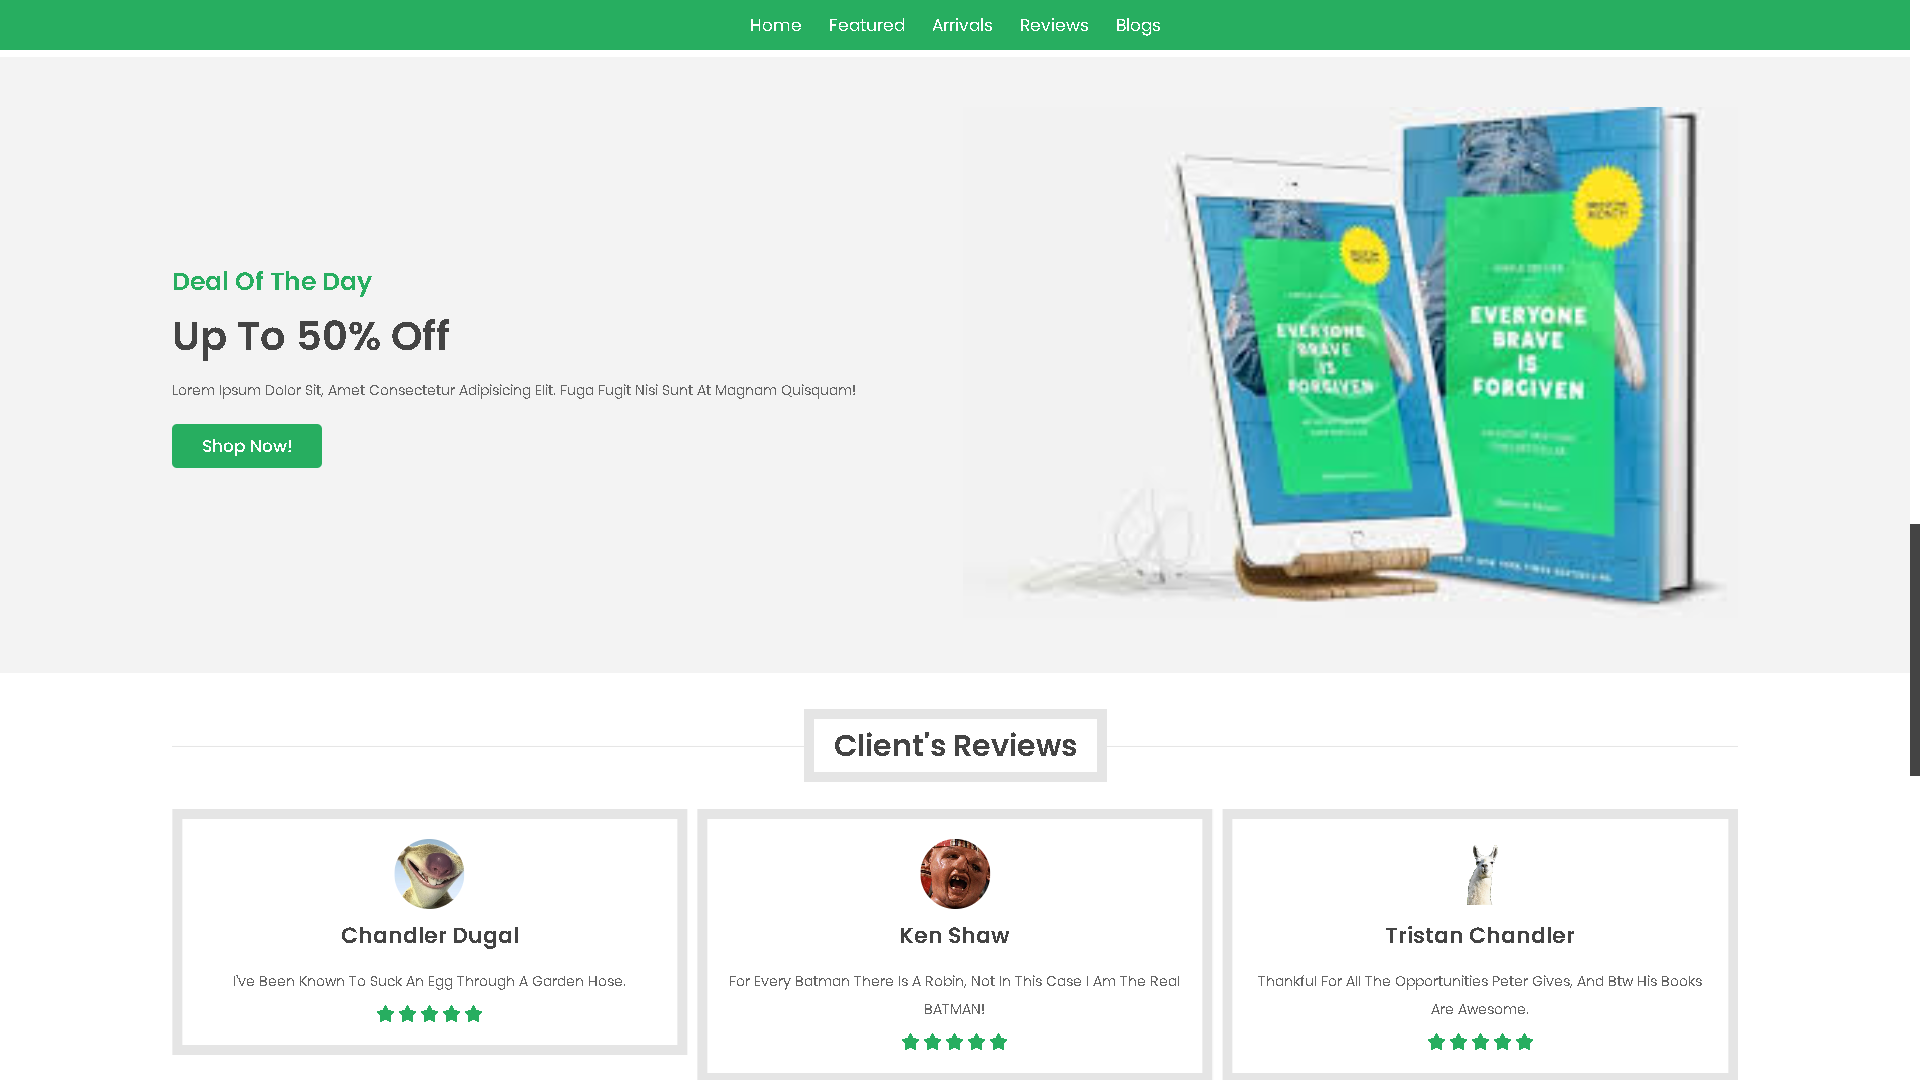 Home Featured Arrivals Reviews Blogs
Deal Of The Day
Up To 50% Off
Lorem Ipsum Dolor Sit, Amet Consectetur Adipisicing Elit. Fuga Fugit Nisi Sunt At Magnam Quisquam!
Shop Now!
EVERYONE
BRAVE
IS
FORGIVEN
EVERYONE
BRAVE
IS
FORGIVEN
Client's Reviews
Chandler Dugal
I've Been Known To Suck An Egg Through A Garden Hose.
Ken Shaw
For Every Batman There Is A Robin, Not In This Case I Am The Real
BATMAN!
Tristan Chandler
Thankful For All The Opportunities Peter Gives, And Btw His Books
Are Awesome.